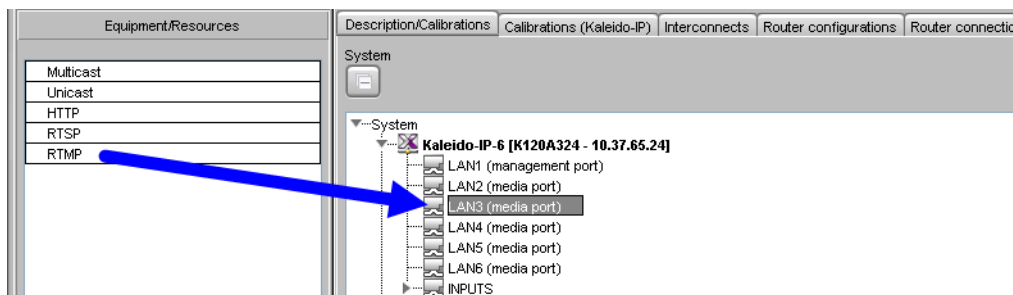 Equipment/Resources
Multicast
Unicast
HTTP
RTSP
RTMP
Description/Calibrations Calibrations (Kaleido-IP) Interconnects Router configurations Router connectio
System
System
Kaleido-IP-6 [K120A324 - 10.37.65.24]
LAN1 (management port)
LAN2 (media port)
LAN3 (media port)
LAN4 (media port)
LAN5 (media port)
LAN6 (media port)
INPUTS